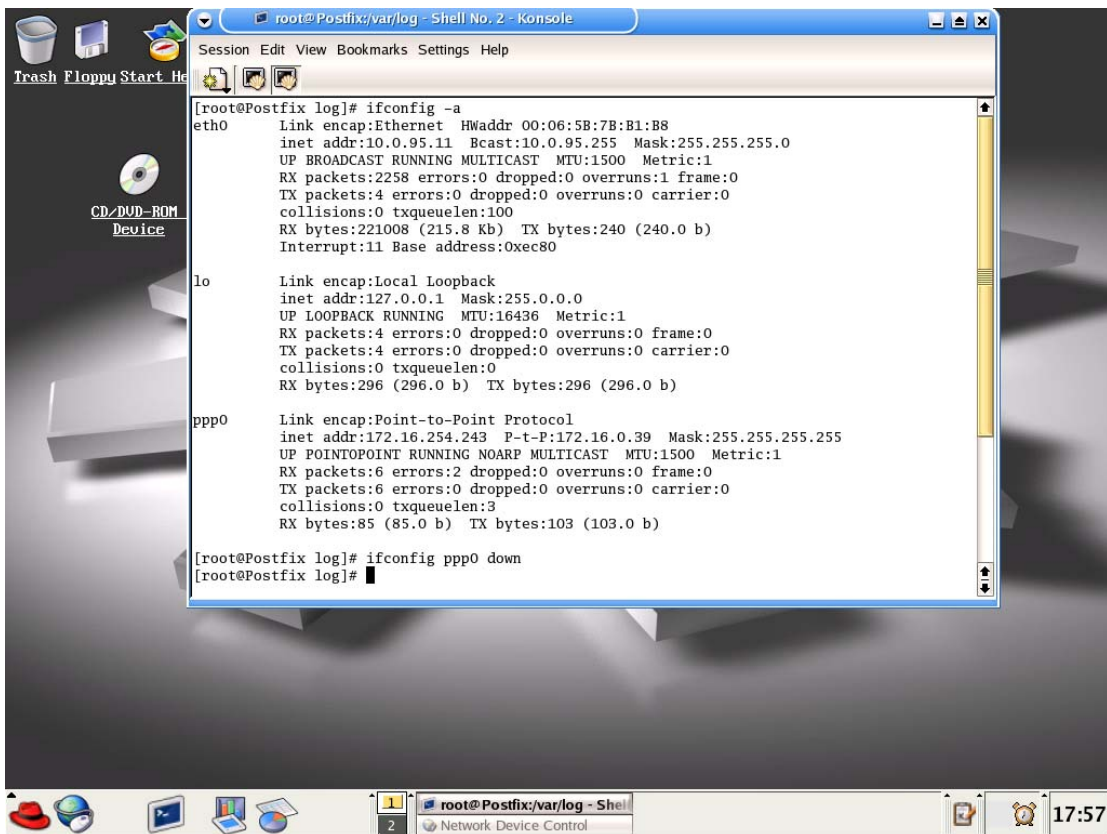 root@Postfix:/var/log - Shell No. 2 - Konsole
Session Edit View Bookmarks Settings Help
Trash Floppy Start He
CD/DVD-ROM
Device
[root@Postfix log]# ifconfig -a
eth0 Link encap:Ethernet HWaddr 00:06:5B:7B:B1:B8
inet addr:10.0.95.11 Bcast:10.0.95.255 Mask:255.255.255.0
UP BROADCAST RUNNING MULTICAST MTU:1500 Metric:1
RX packets:2258 errors:0 dropped:0 overruns:1 frame:0
TX packets:4 errors:0 dropped:0 overruns:0 carrier:0
collisions:0 txqueuelen:100
RX bytes:221008 (215.8 Kb) TX bytes:240 (240.0 b)
Interrupt:11 Base address:0xec80
lo Link encap:Local Loopback
inet addr:127.0.0.1 Mask:255.0.0.0
UP LOOPBACK RUNNING MTU:16436 Metric:1
RX packets:4 errors:0 dropped:0 overruns:0 frame:0
TX packets:4 errors:0 dropped:0 overruns:0 carrier:0
collisions:0 txqueuelen:0
RX bytes:296 (296.0 b) TX bytes:296 (296.0 b)
ppp0 Link encap:Point-to-Point Protocol
inet addr:172.16.254.243 P-t-P:172.16.0.39 Mask:255.255.255.255
UP POINTOPOINT RUNNING NOARP MULTICAST MTU:1500 Metric:1
RX packets:6 errors:2 dropped:0 overruns:0 frame:0
TX packets:6 errors:0 dropped:0 overruns:0 carrier:0
collisions:0 txqueuelen:3
RX bytes:85 (85.0 b) TX bytes:103 (103.0 b)
[root@Postfix log]# ifconfig ppp0 down
[root@Postfix log]#
1
2
root@Postfix:/var/log - Shell
Network Device Control
17:57